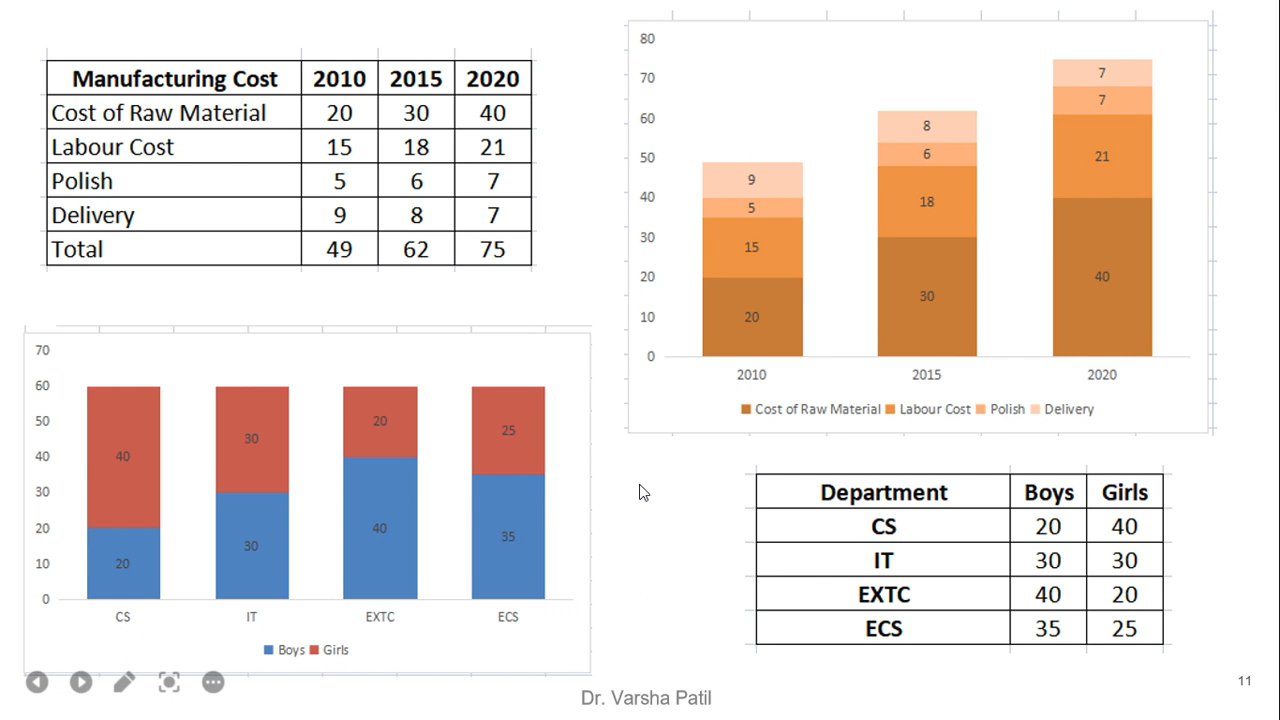 Manufacturing Cost 2010 2015 2020
Cost of Raw Material 20 30 40
Labour Cost 15 18 21
Polish 5 6 7
Delivery 9 8 7
Total 49 62 75
80
70
60
50
40
30
20
10
0
9
5
15
20
8
6
18
30
7
7
21
40
2010 2015 2020
Cost of Raw Material Labour Cost Polish Delivery
70
60
50
40
30
20
10
0
40
20
30
30
20
40
25
35
CS IT EXTC ECS
Boys Girls
Department Boys Girls
CS 20 40
IT 30 30
EXTC 40 20
ECS 35 25
Dr. Varsha Patil
11